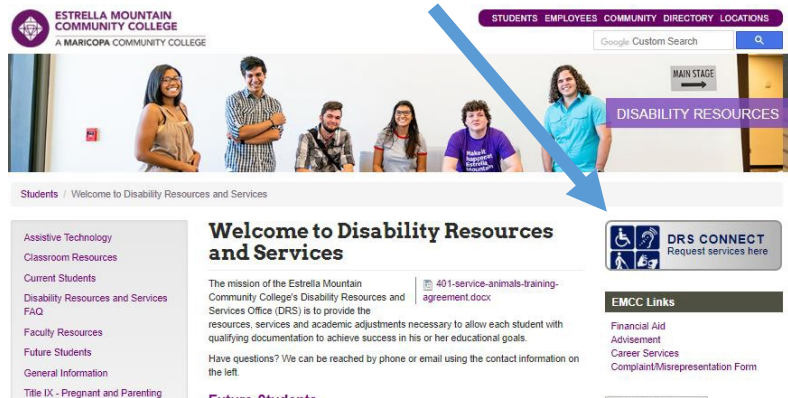 ESTRELLA MOUNTAIN
COMMUNITY COLLEGE
A MARICOPA COMMUNITY COLLEGE
STUDENTS EMPLOYEES COMMUNITY DIRECTORY LOCATIONS
Google Custom Search
MAIN STAGE
DISABILITY RESOURCES
Make it
happen at
Estrella
Mountain
Students / Welcome to Disability Resources and Services
Assistive Technology
Classroom Resources
Current Students
Disability Resources and Services
FAQ
Faculty Resources
Future Students
General Information
Title IX - Pregnant and Parenting
Welcome to Disability Resources
and Services
The mission of the Estrella Mountain
Community College's Disability Resources and
Services Office (DRS) is to provide the
resources, services and academic adjustments necessary to allow each student with
qualifying documentation to achieve success in his or her educational goals.
401-service-animals-training-
agreement.docx
Have questions? We can be reached by phone or email using the contact information on
the left.
Future Students
DRS CONNECT
Request services here
EMCC Links
Financial Aid
Advisement
Career Services
Complaint/Misrepresentation Form